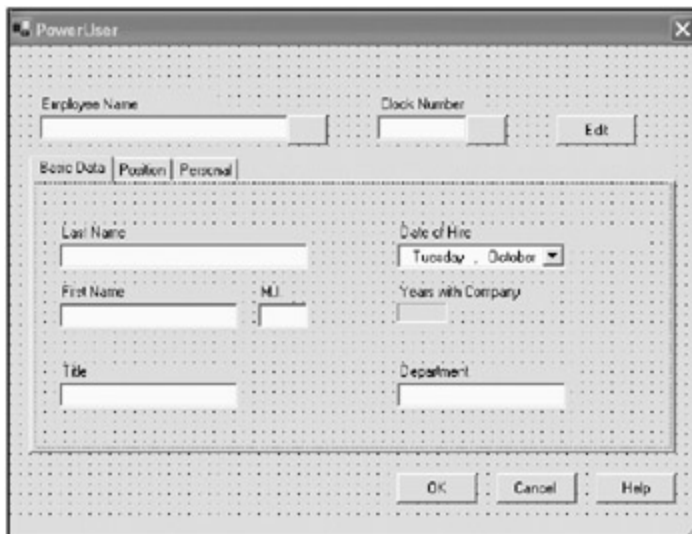 PowerUser
Employee Name
Clock Number
Edit
Basic Data
Position
Personal
Last Name
Date of Hire
Tuesday , October
First Name
M.I.
Years with Company
Title
Department
OK
Cancel
Help